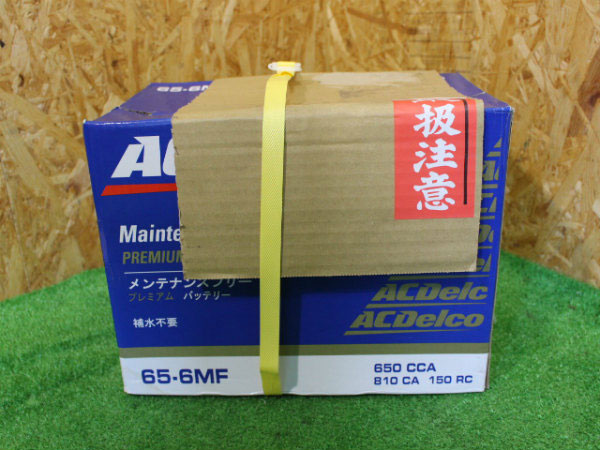 65-6M
AC
扱注意
Mainte
PREMIUM
メンテナンスフリー
プレミアム バッテリー
補水不要
ACDelc
ACDelco
65-6MF
650 CCA
810 CA 150 RC